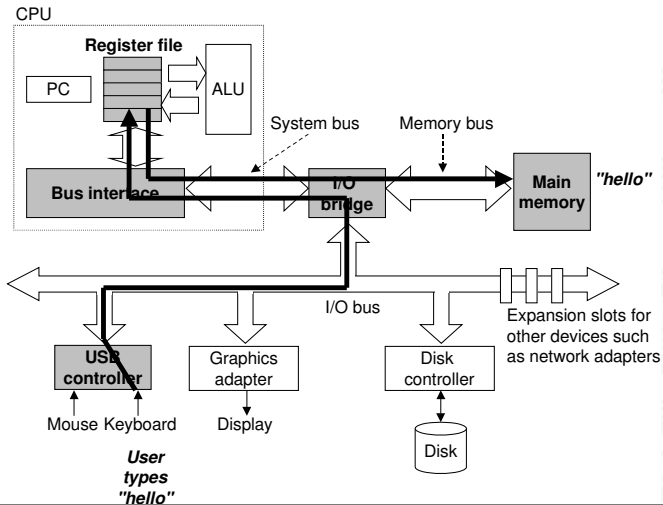 CPU
Register file
PC
ALU
System bus
Memory bus
Bus interface
I/O
bridge
Main
memory
"hello"
I/O bus
Expansion slots for
other devices such
as network adapters
USB
controller
Graphics
adapter
Disk
controller
Mouse
Keyboard
Display
Disk
User
types
"hello"